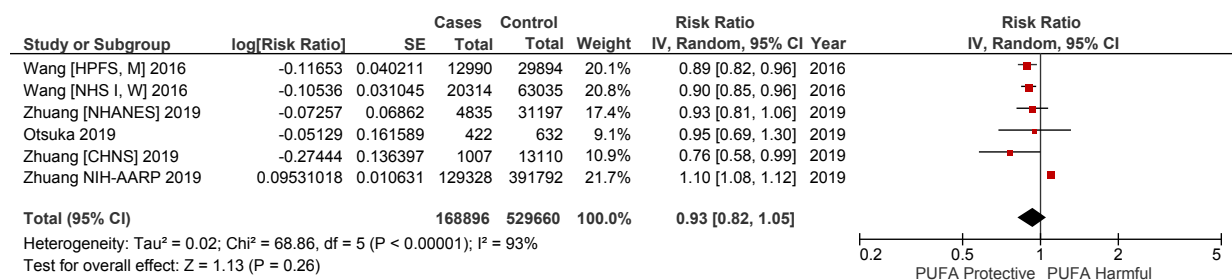 Cases Control Risk Ratio Risk Ratio
Study or Subgroup log[Risk Ratio] SE Total Total Weight IV, Random, 95% CI Year IV, Random, 95% CI
Wang [HPFS, M] 2016 -0.11653 0.040211 12990 29894 20.1% 0.89 [0.82, 0.96] 2016
Wang [NHS I, W] 2016 -0.10536 0.031045 20314 63035 20.8% 0.90 [0.85, 0.96] 2016
Zhuang [NHANES] 2019 -0.07257 0.06862 4835 31197 17.4% 0.93 [0.81, 1.06] 2019
Otsuka 2019 -0.05129 0.161589 422 632 9.1% 0.95 [0.69, 1.30] 2019
Zhuang [CHNS] 2019 -0.27444 0.136397 1007 13110 10.9% 0.76 [0.58, 0.99] 2019
Zhuang NIH-AARP 2019 0.09531018 0.010631 129328 391792 21.7% 1.10 [1.08, 1.12] 2019
Total (95% CI) 168896 529660 100.0% 0.93 [0.82, 1.05]
Heterogeneity: Tau² = 0.02; Chi² = 68.86, df = 5 (P < 0.00001); I² = 93%
Test for overall effect: Z = 1.13 (P = 0.26)
0.2 0.5 1 2 5
PUFA Protective PUFA Harmful